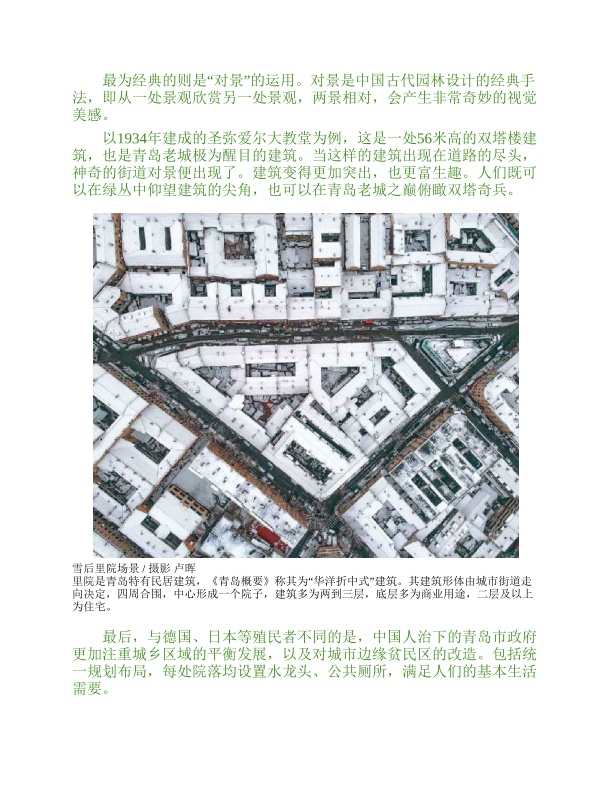 最为经典的则是“对景”的运用。对景是中国古代园林设计的经典手
法，即从一处景观欣赏另一处景观，两景相对，会产生非常奇妙的视觉
美感。
以1934年建成的圣弥爱尔大教堂为例，这是一处56米高的双塔楼建
筑，也是青岛老城极为醒目的建筑。当这样的建筑出现在道路的尽头，
神奇的街道对景便出现了。建筑变得更加突出，也更富生趣。人们既可
以在绿丛中仰望建筑的尖角，也可以在青岛老城之巅俯瞰双塔奇兵。
雪后里院场景 / 摄影 卢晖
里院是青岛特有民居建筑，《青岛概要》称其为“华洋折中式”建筑。其建筑形体由城市街道走
向决定，四周合围，中心形成一个院子，建筑多为两到三层，底层多为商业用途，二层及以上
为住宅。
最后，与德国、日本等殖民者不同的是，中国人治下的青岛市政府
更加注重城乡区域的平衡发展，以及对城市边缘贫民区的改造。包括统
一规划布局，每处院落均设置水龙头、公共厕所，满足人们的基本生活
需要。